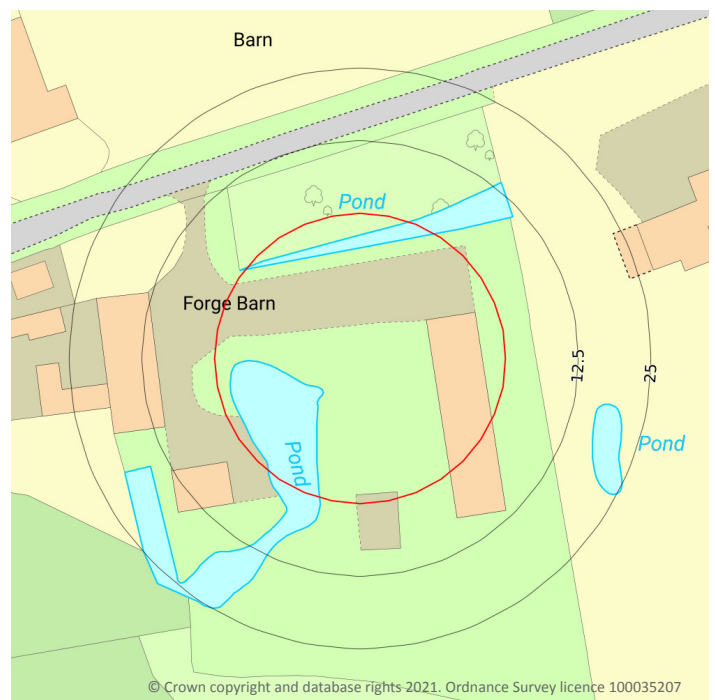 Barn
Pond
Forge Barn
12.5
25
Pond
Pond
© Crown copyright and database rights 2021. Ordnance Survey licence 100035207